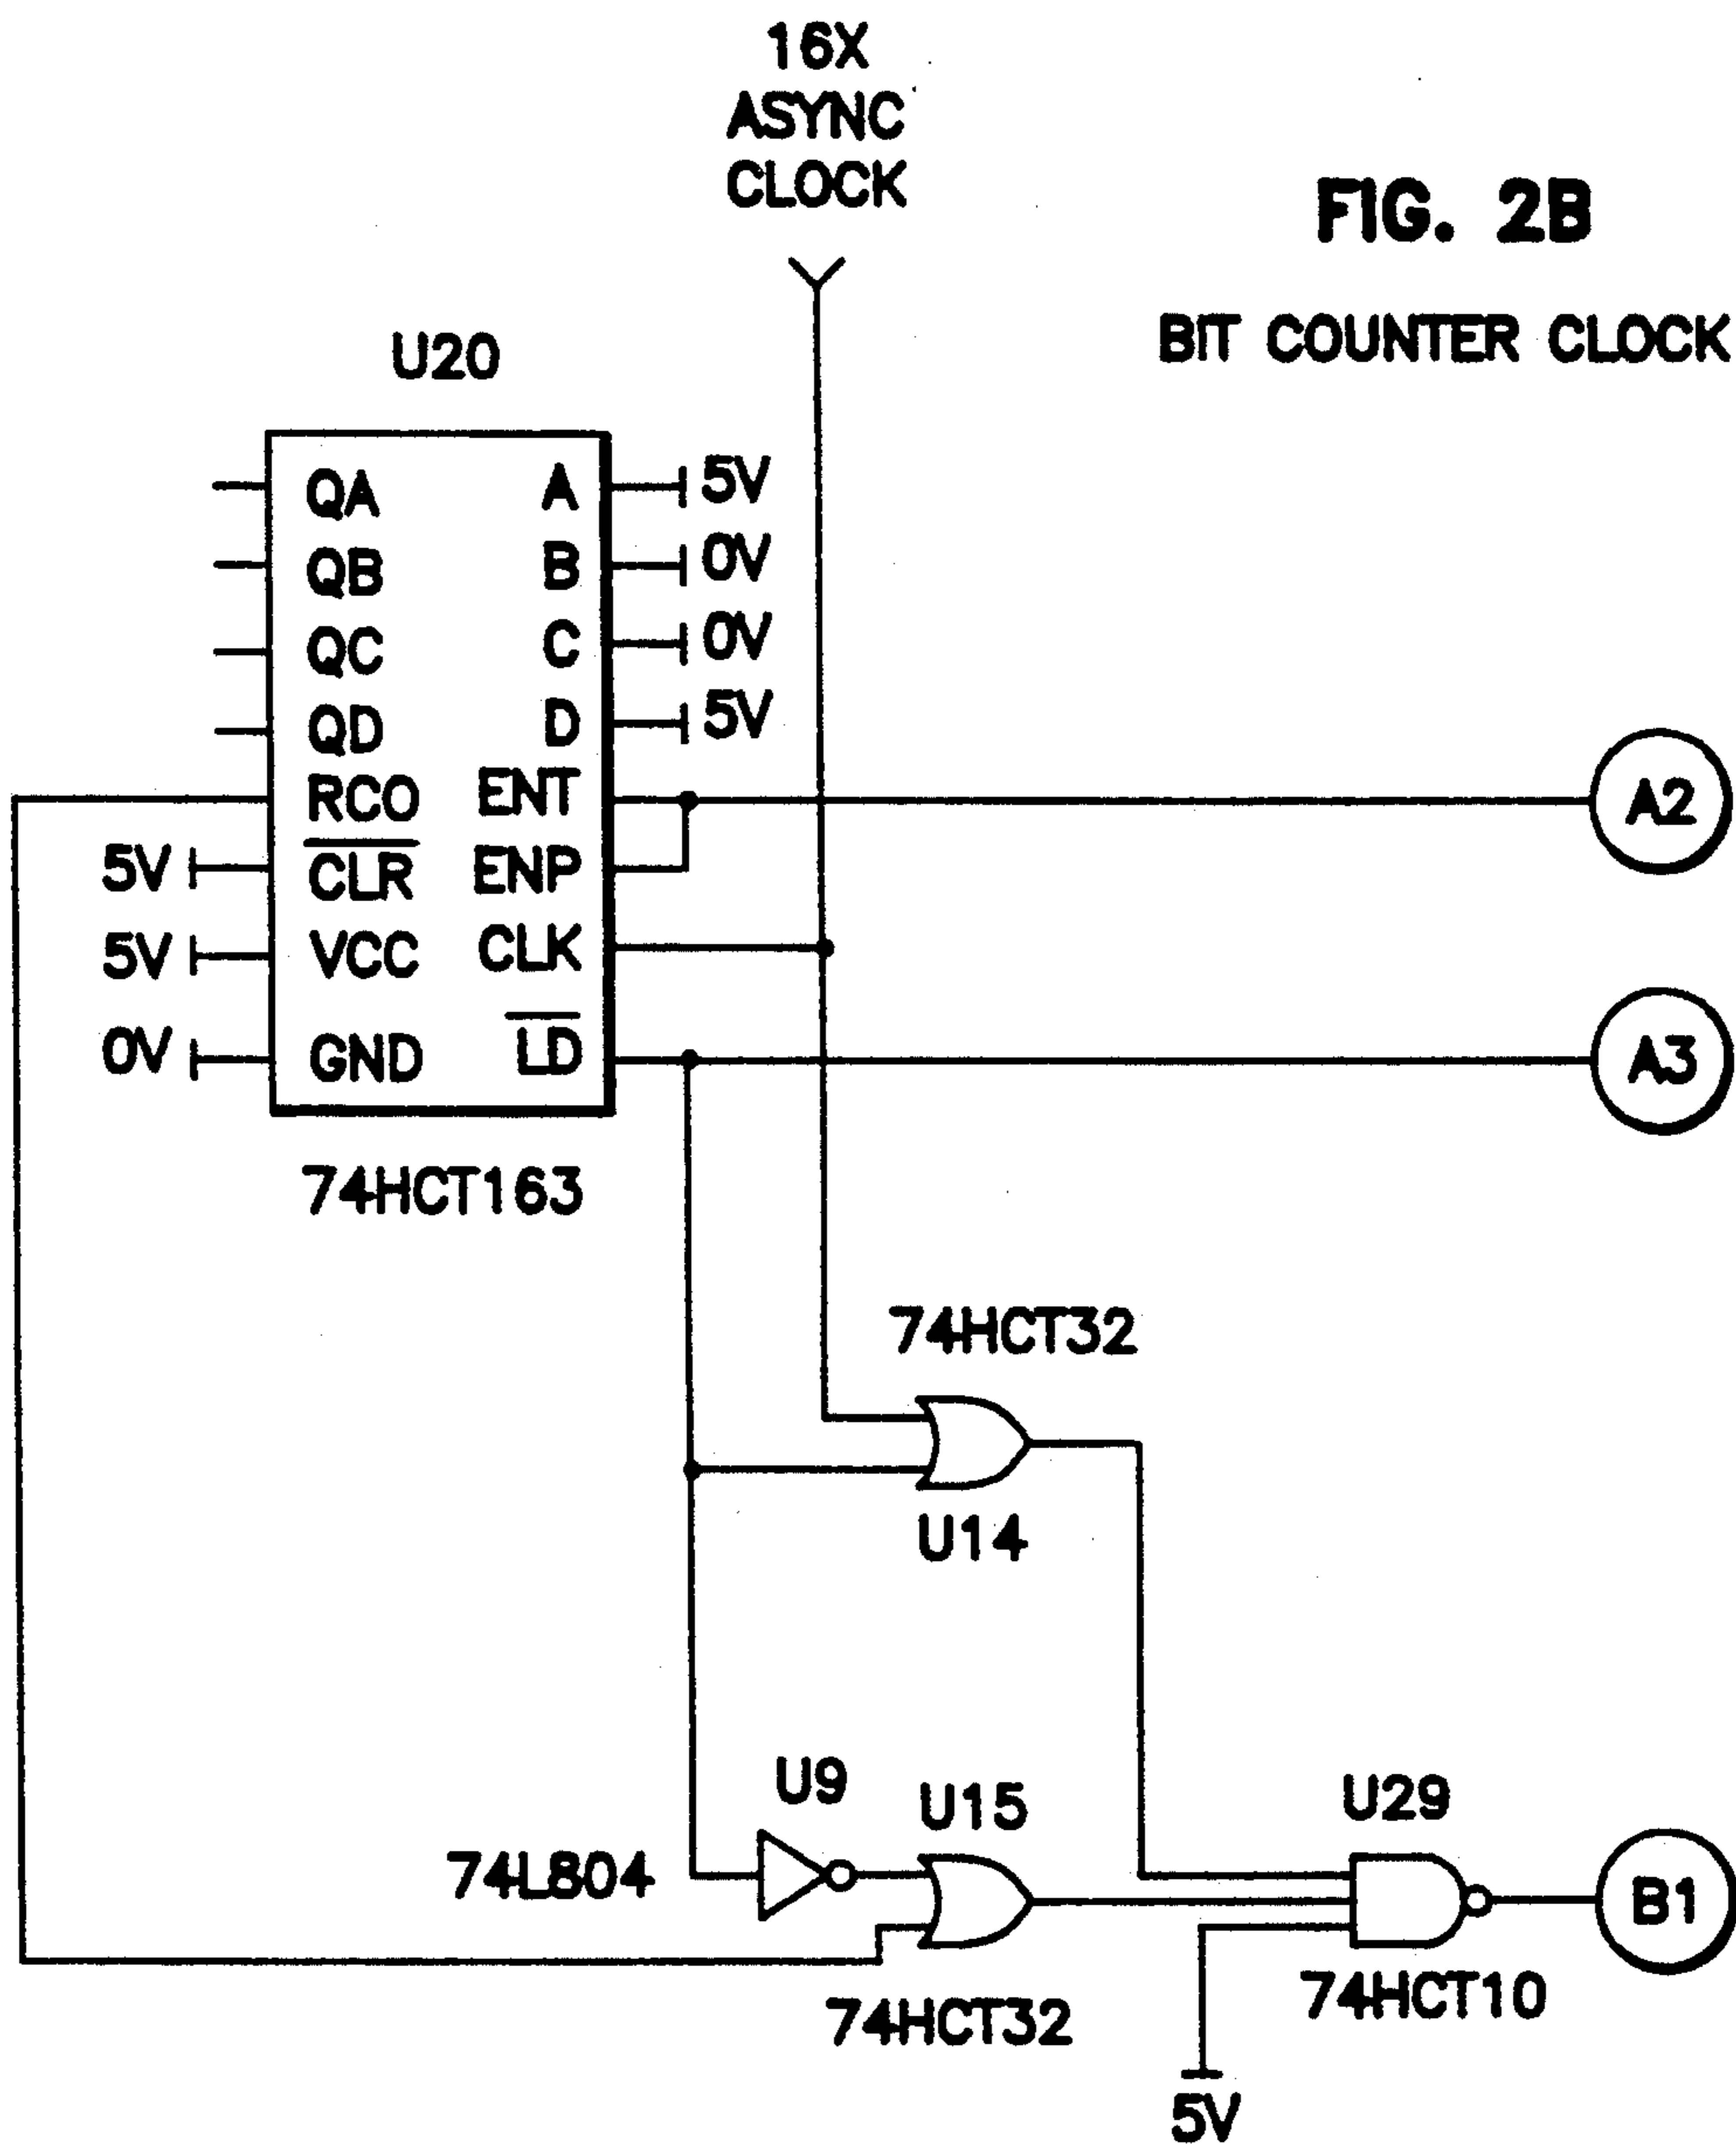 16X
ASYNC
CLOCK
FIG. 2B
BIT COUNTER CLOCK
U20
QA A 5V
QB B 0V
QC C 0V
QD D 5V
RCO ENT
A2
5V CLR ENP
5V VCC CLK
0V GND LD
A3
74HCT163
74HCT32
U14
U9
U15
U29
74L804
B1
74HCT32
74HCT10
5V